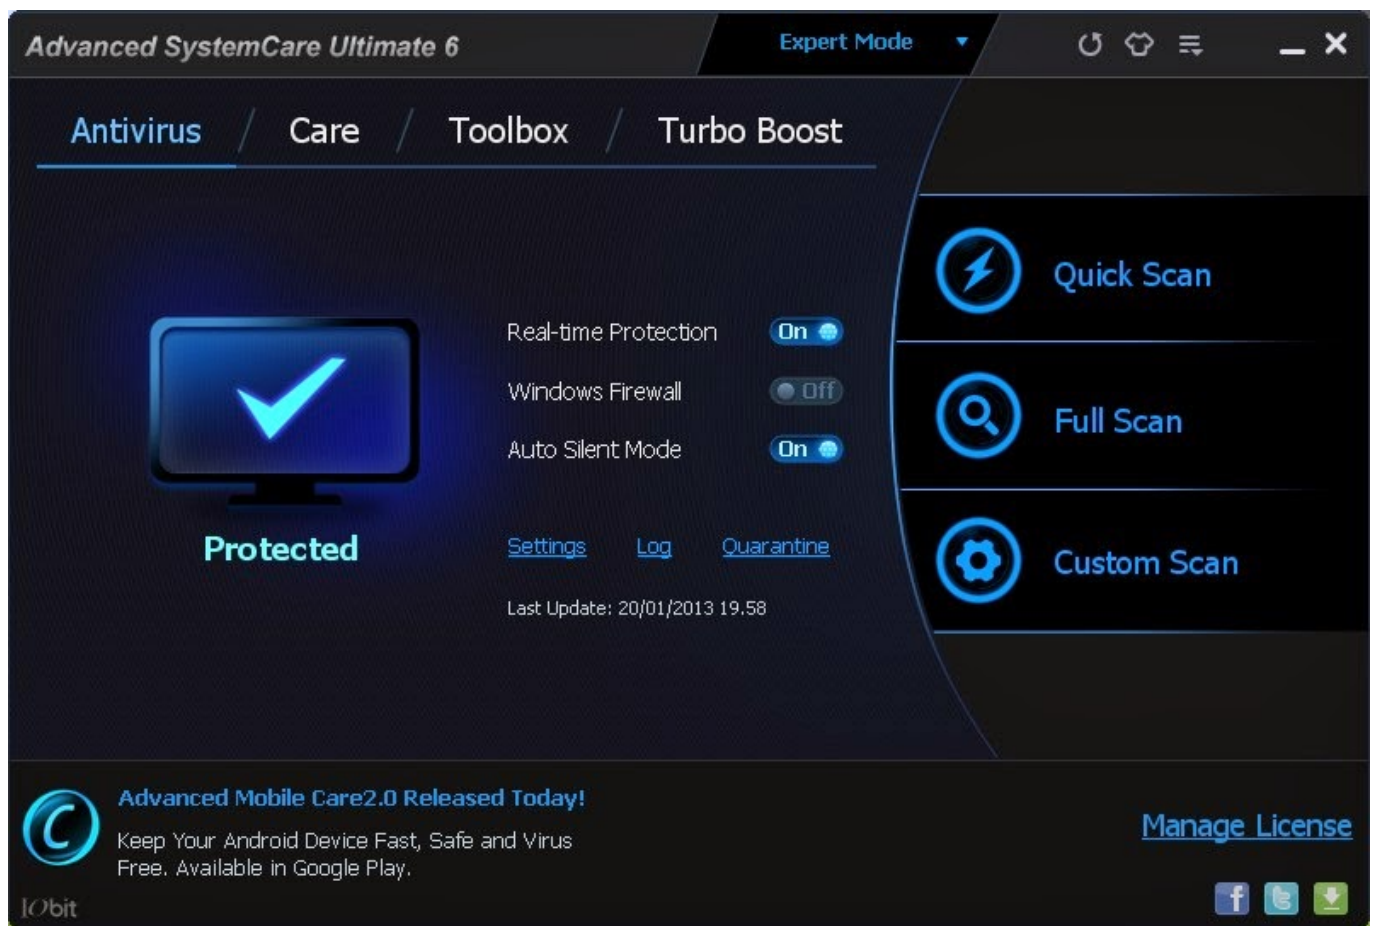 Advanced SystemCare Ultimate 6
Expert Mode
Antivirus / Care / Toolbox / Turbo Boost
Real-time Protection On
Windows Firewall Off
Auto Silent Mode On
Protected
Settings Log Quarantine
Last Update: 20/01/2013 19.58
Quick Scan
Full Scan
Custom Scan
Advanced Mobile Care2.0 Released Today!
Keep Your Android Device Fast, Safe and Virus
Free. Available in Google Play.
Manage License
IObit